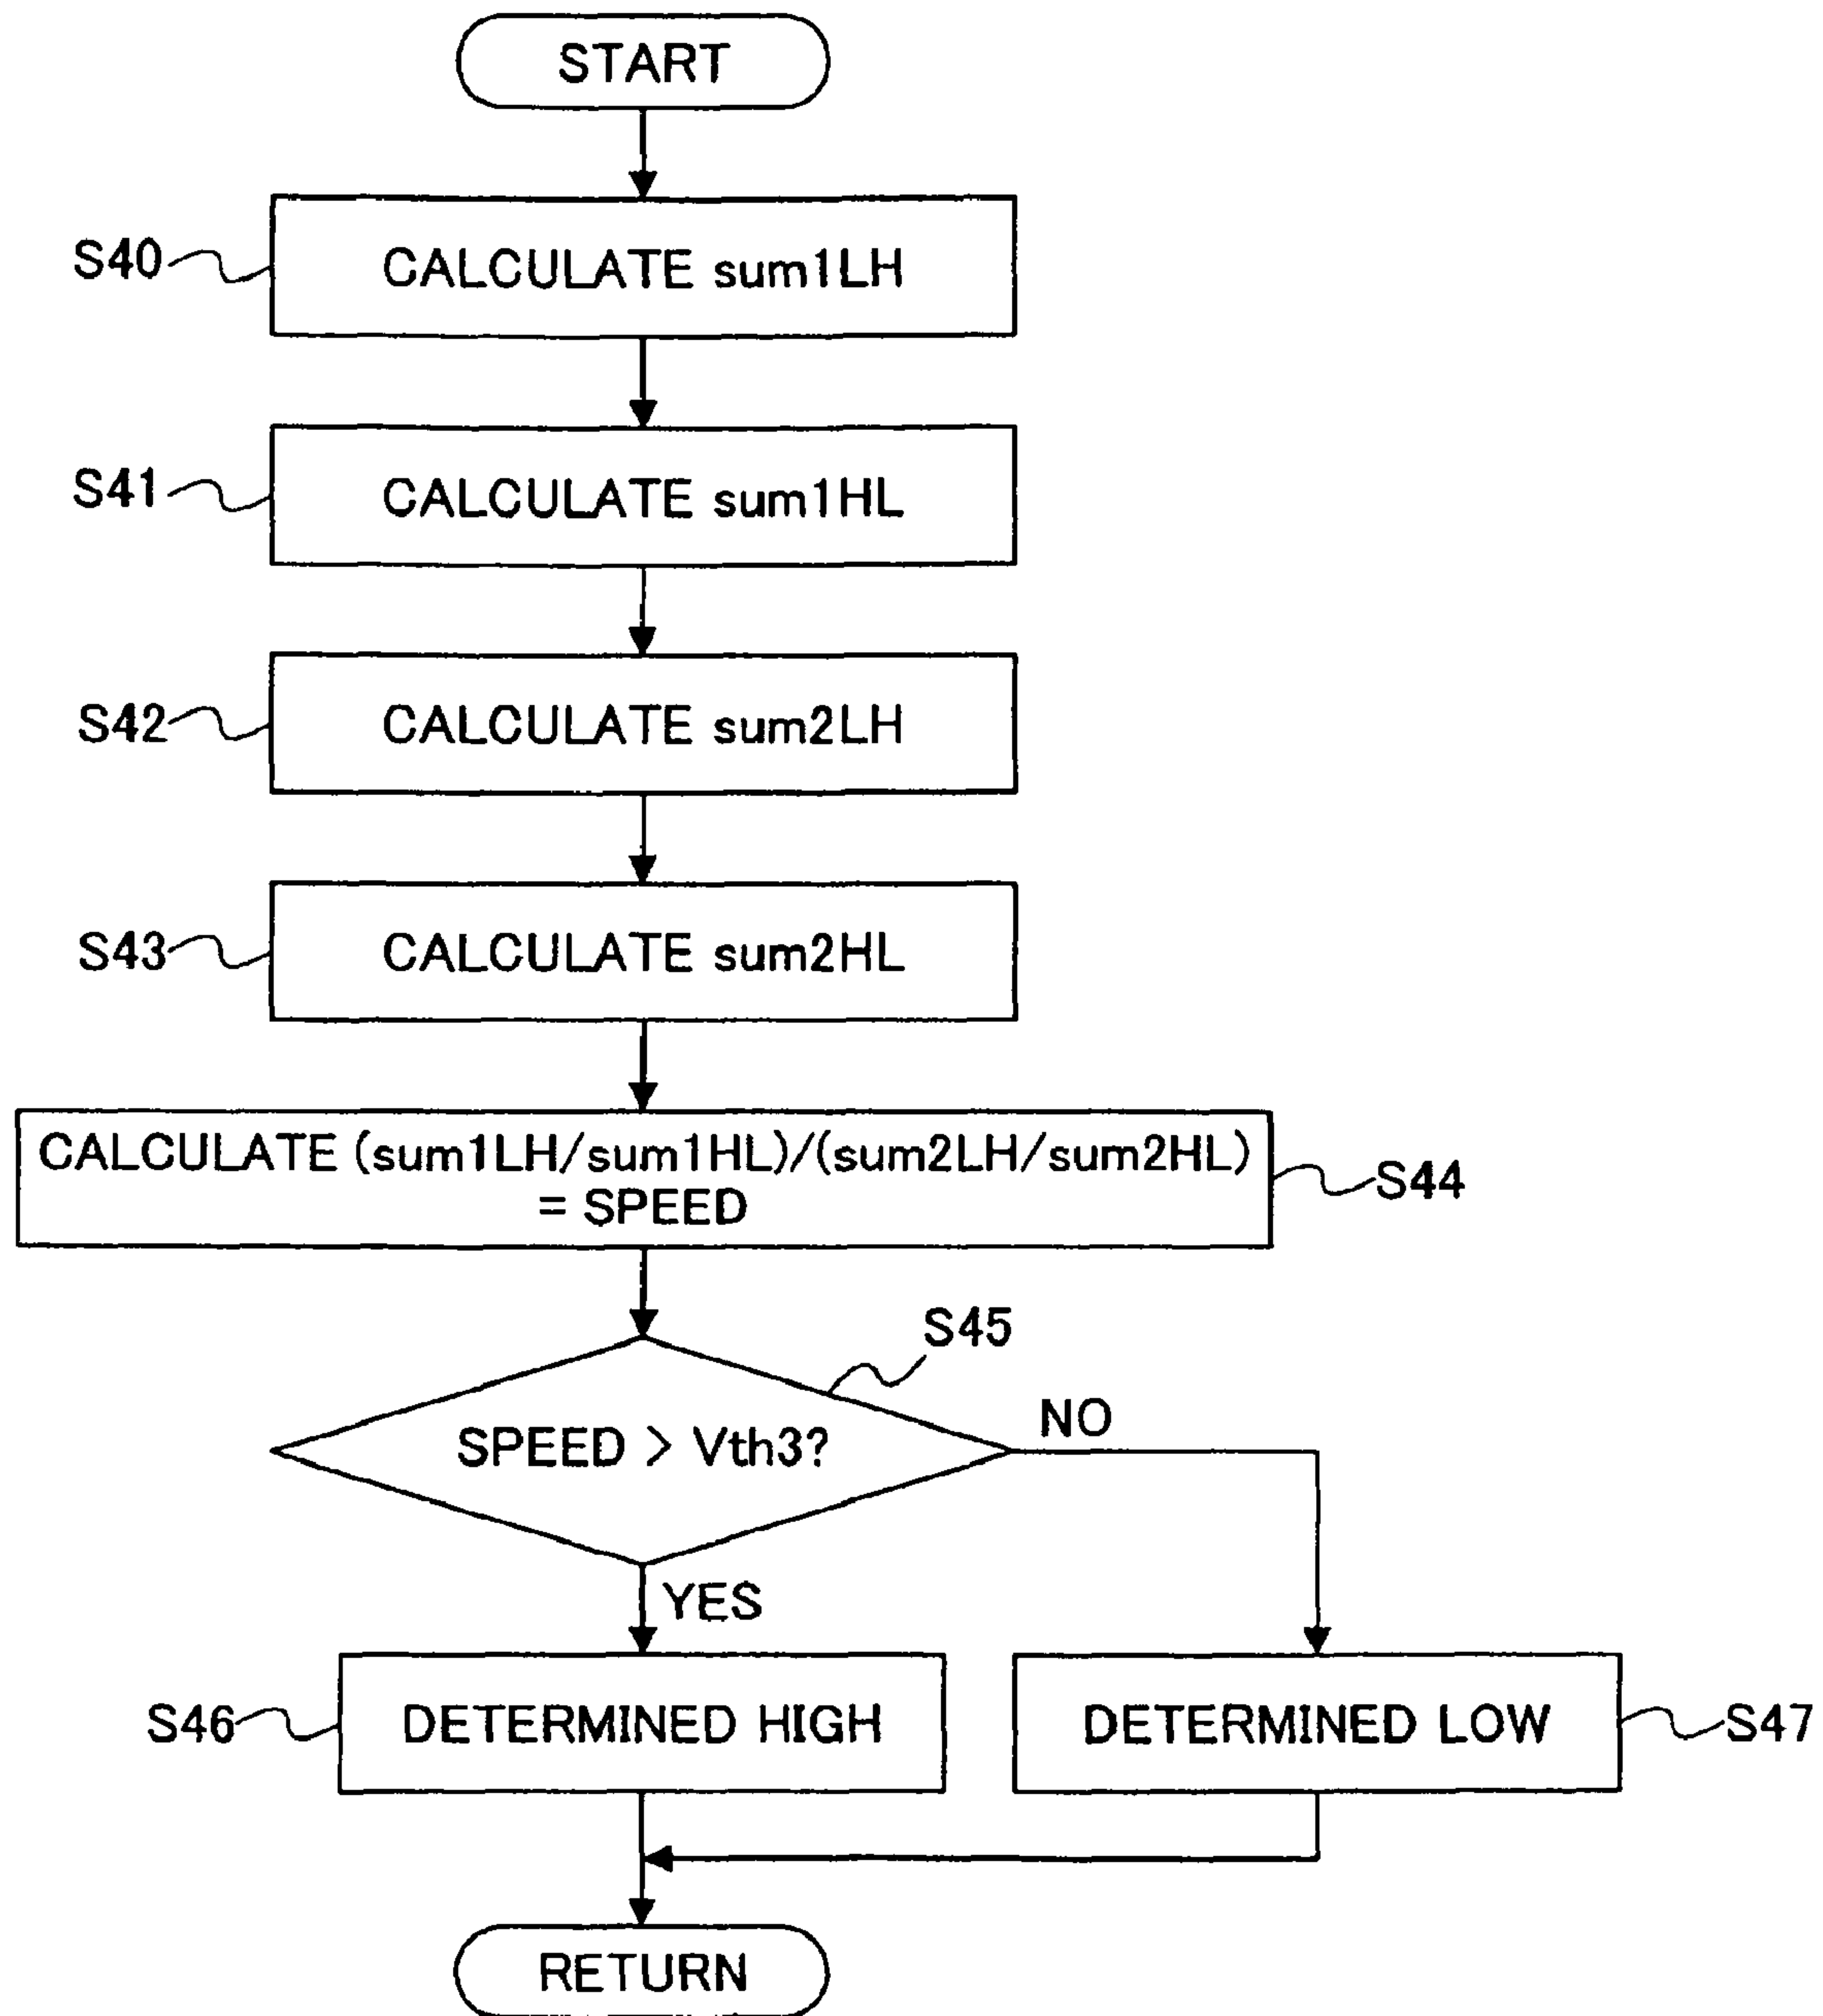 START
S40
CALCULATE sum1LH
S41
CALCULATE sum1HL
S42
CALCULATE sum2LH
S43
CALCULATE sum2HL
CALCULATE (sum1LH/sum1HL)/(sum2LH/sum2HL)
= SPEED
S44
S45
SPEED > Vth3?
NO
YES
S46
DETERMINED HIGH
DETERMINED LOW
S47
RETURN